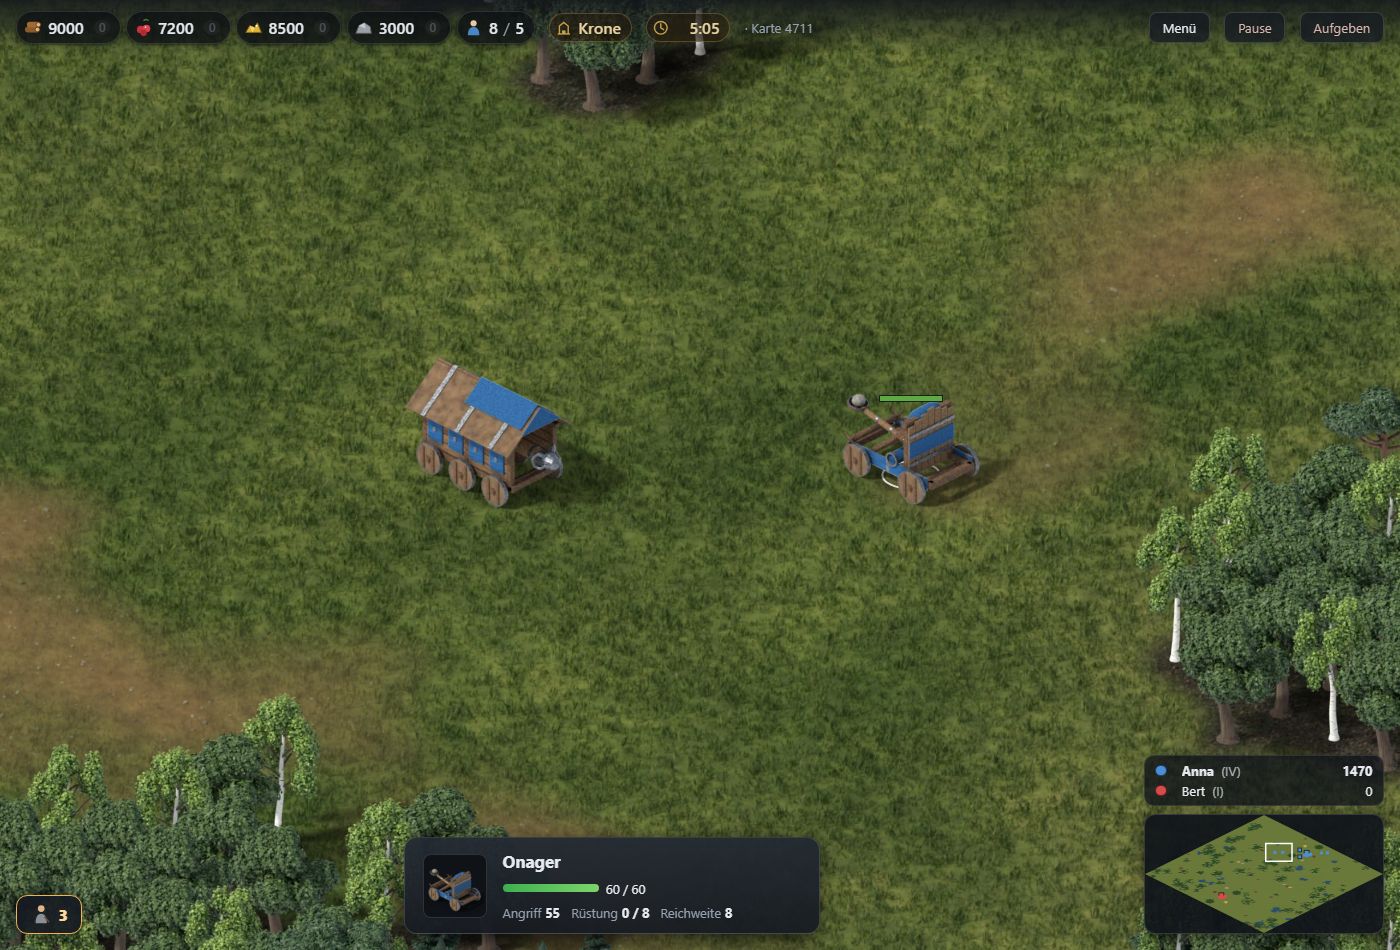 9000 0 7200 0 8500 0 3000 0 8 / 5 Krone 5:05 · Karte 4711 Menü Pause Aufgeben
Anna (IV) 1470
Bert (I) 0
Onager
60 / 60
Angriff 55 Rüstung 0 / 8 Reichweite 8
3